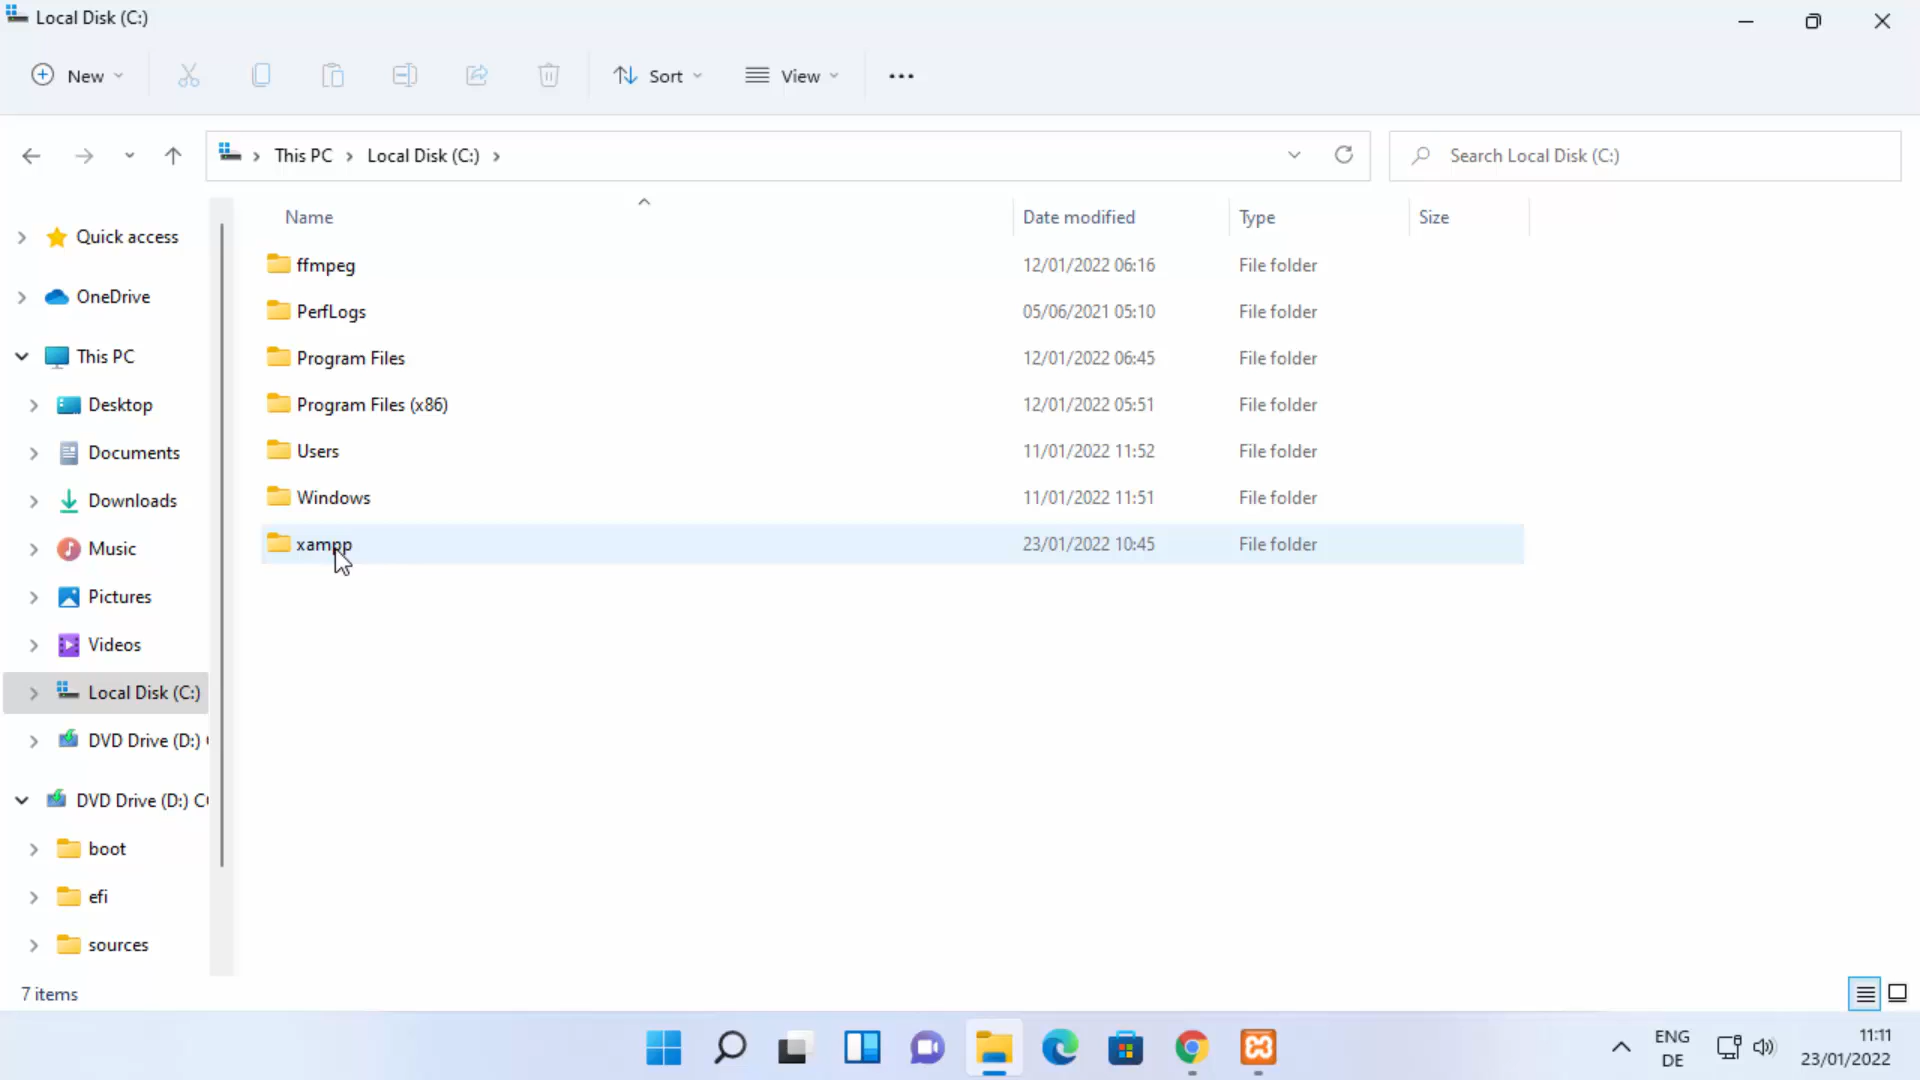 Local Disk (C:)
New
Sort
View
This PC
Local Disk (C:)
Search Local Disk (C:)
Name
Date modified
Type
Size
ffmpeg 12/01/2022 06:16 File folder
PerfLogs 05/06/2021 05:10 File folder
Program Files 12/01/2022 06:45 File folder
Program Files (x86) 12/01/2022 05:51 File folder
Users 11/01/2022 11:52 File folder
Windows 11/01/2022 11:51 File folder
xampp 23/01/2022 10:45 File folder
Quick access
OneDrive
This PC
Desktop
Documents
Downloads
Music
Pictures
Videos
Local Disk (C:)
DVD Drive (D:)
DVD Drive (D:)
boot
efi
sources
7 items
ENG
DE
11:11
23/01/2022